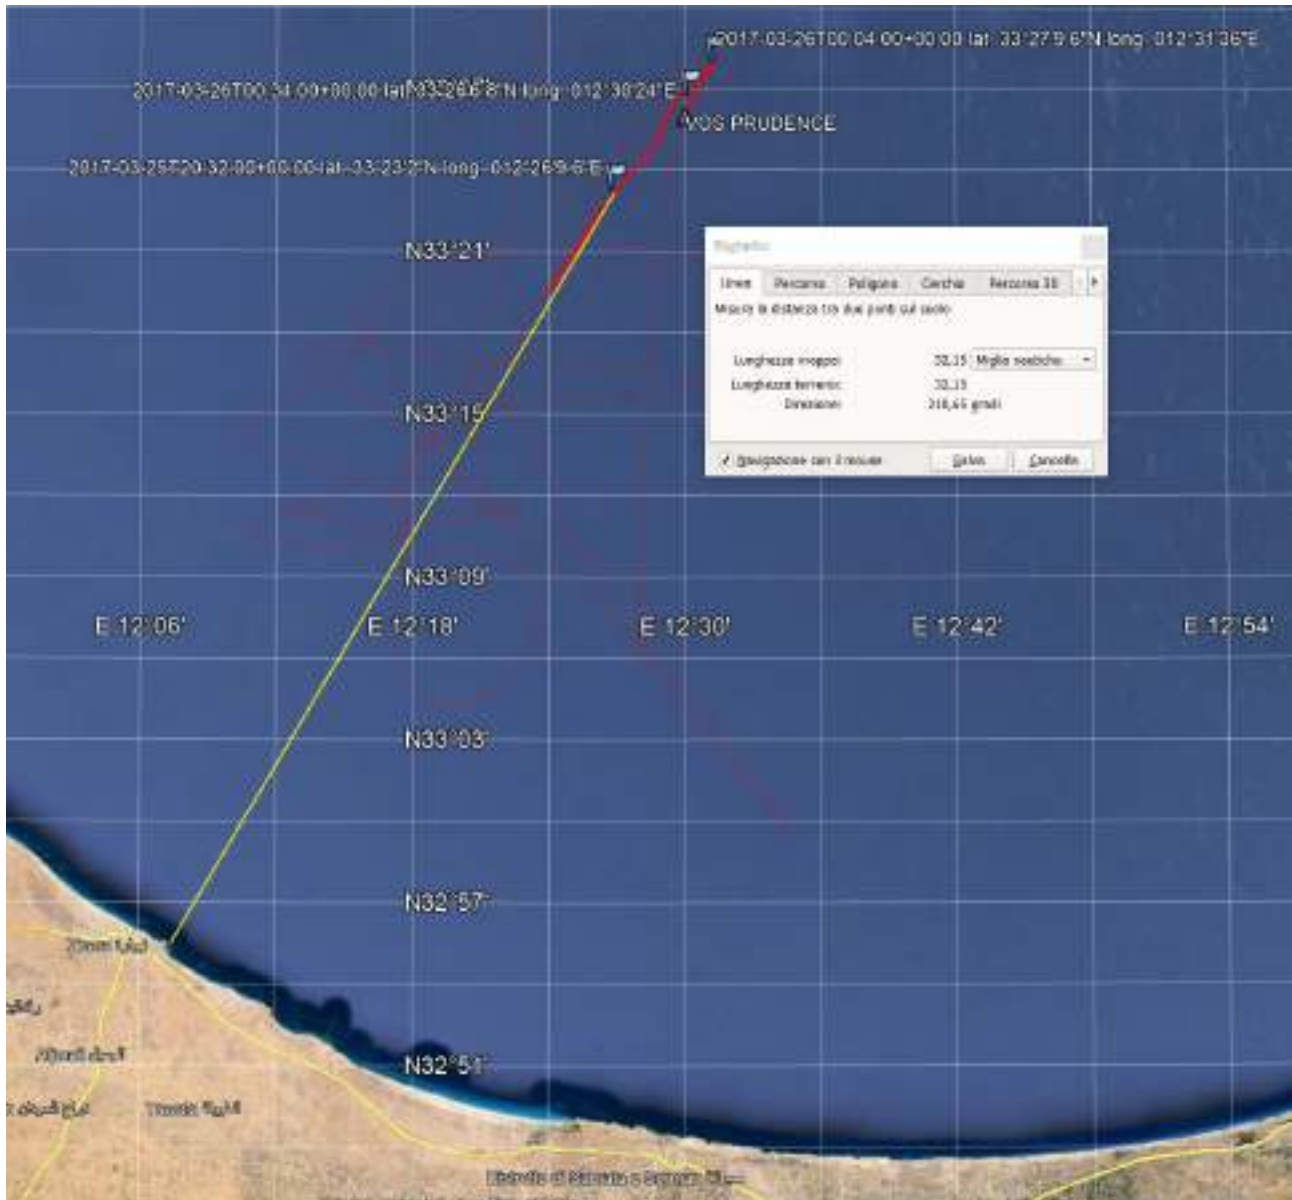 2017-03-26T00:04:00+00:00 lat: 33°27'9.6"N long: 012°31'36"E
2017-03-26T00:34:00+00:00 lat: 33°26'6.8"N long: 012°30'24"E
VOS PRUDENCE
2017-03-25T20:32:00+00:00 lat: 33°23'2"N long: 012°26'9.6"E
N33°21'
Righello
Linea Percorso Poligono Cerchio Percorso 3D
Misura la distanza tra due punti sul suolo
Lunghezza mappa: 32,15 Miglia nautiche
Lunghezza terreno: 32,15
Direzione: 210,65 gradi
Navigazione con il mouse Salva Cancella
N33°15'
N33°09'
E 12°06' E 12°18' E 12°30' E 12°42' E 12°54'
N33°03'
N32°57'
N32°51'